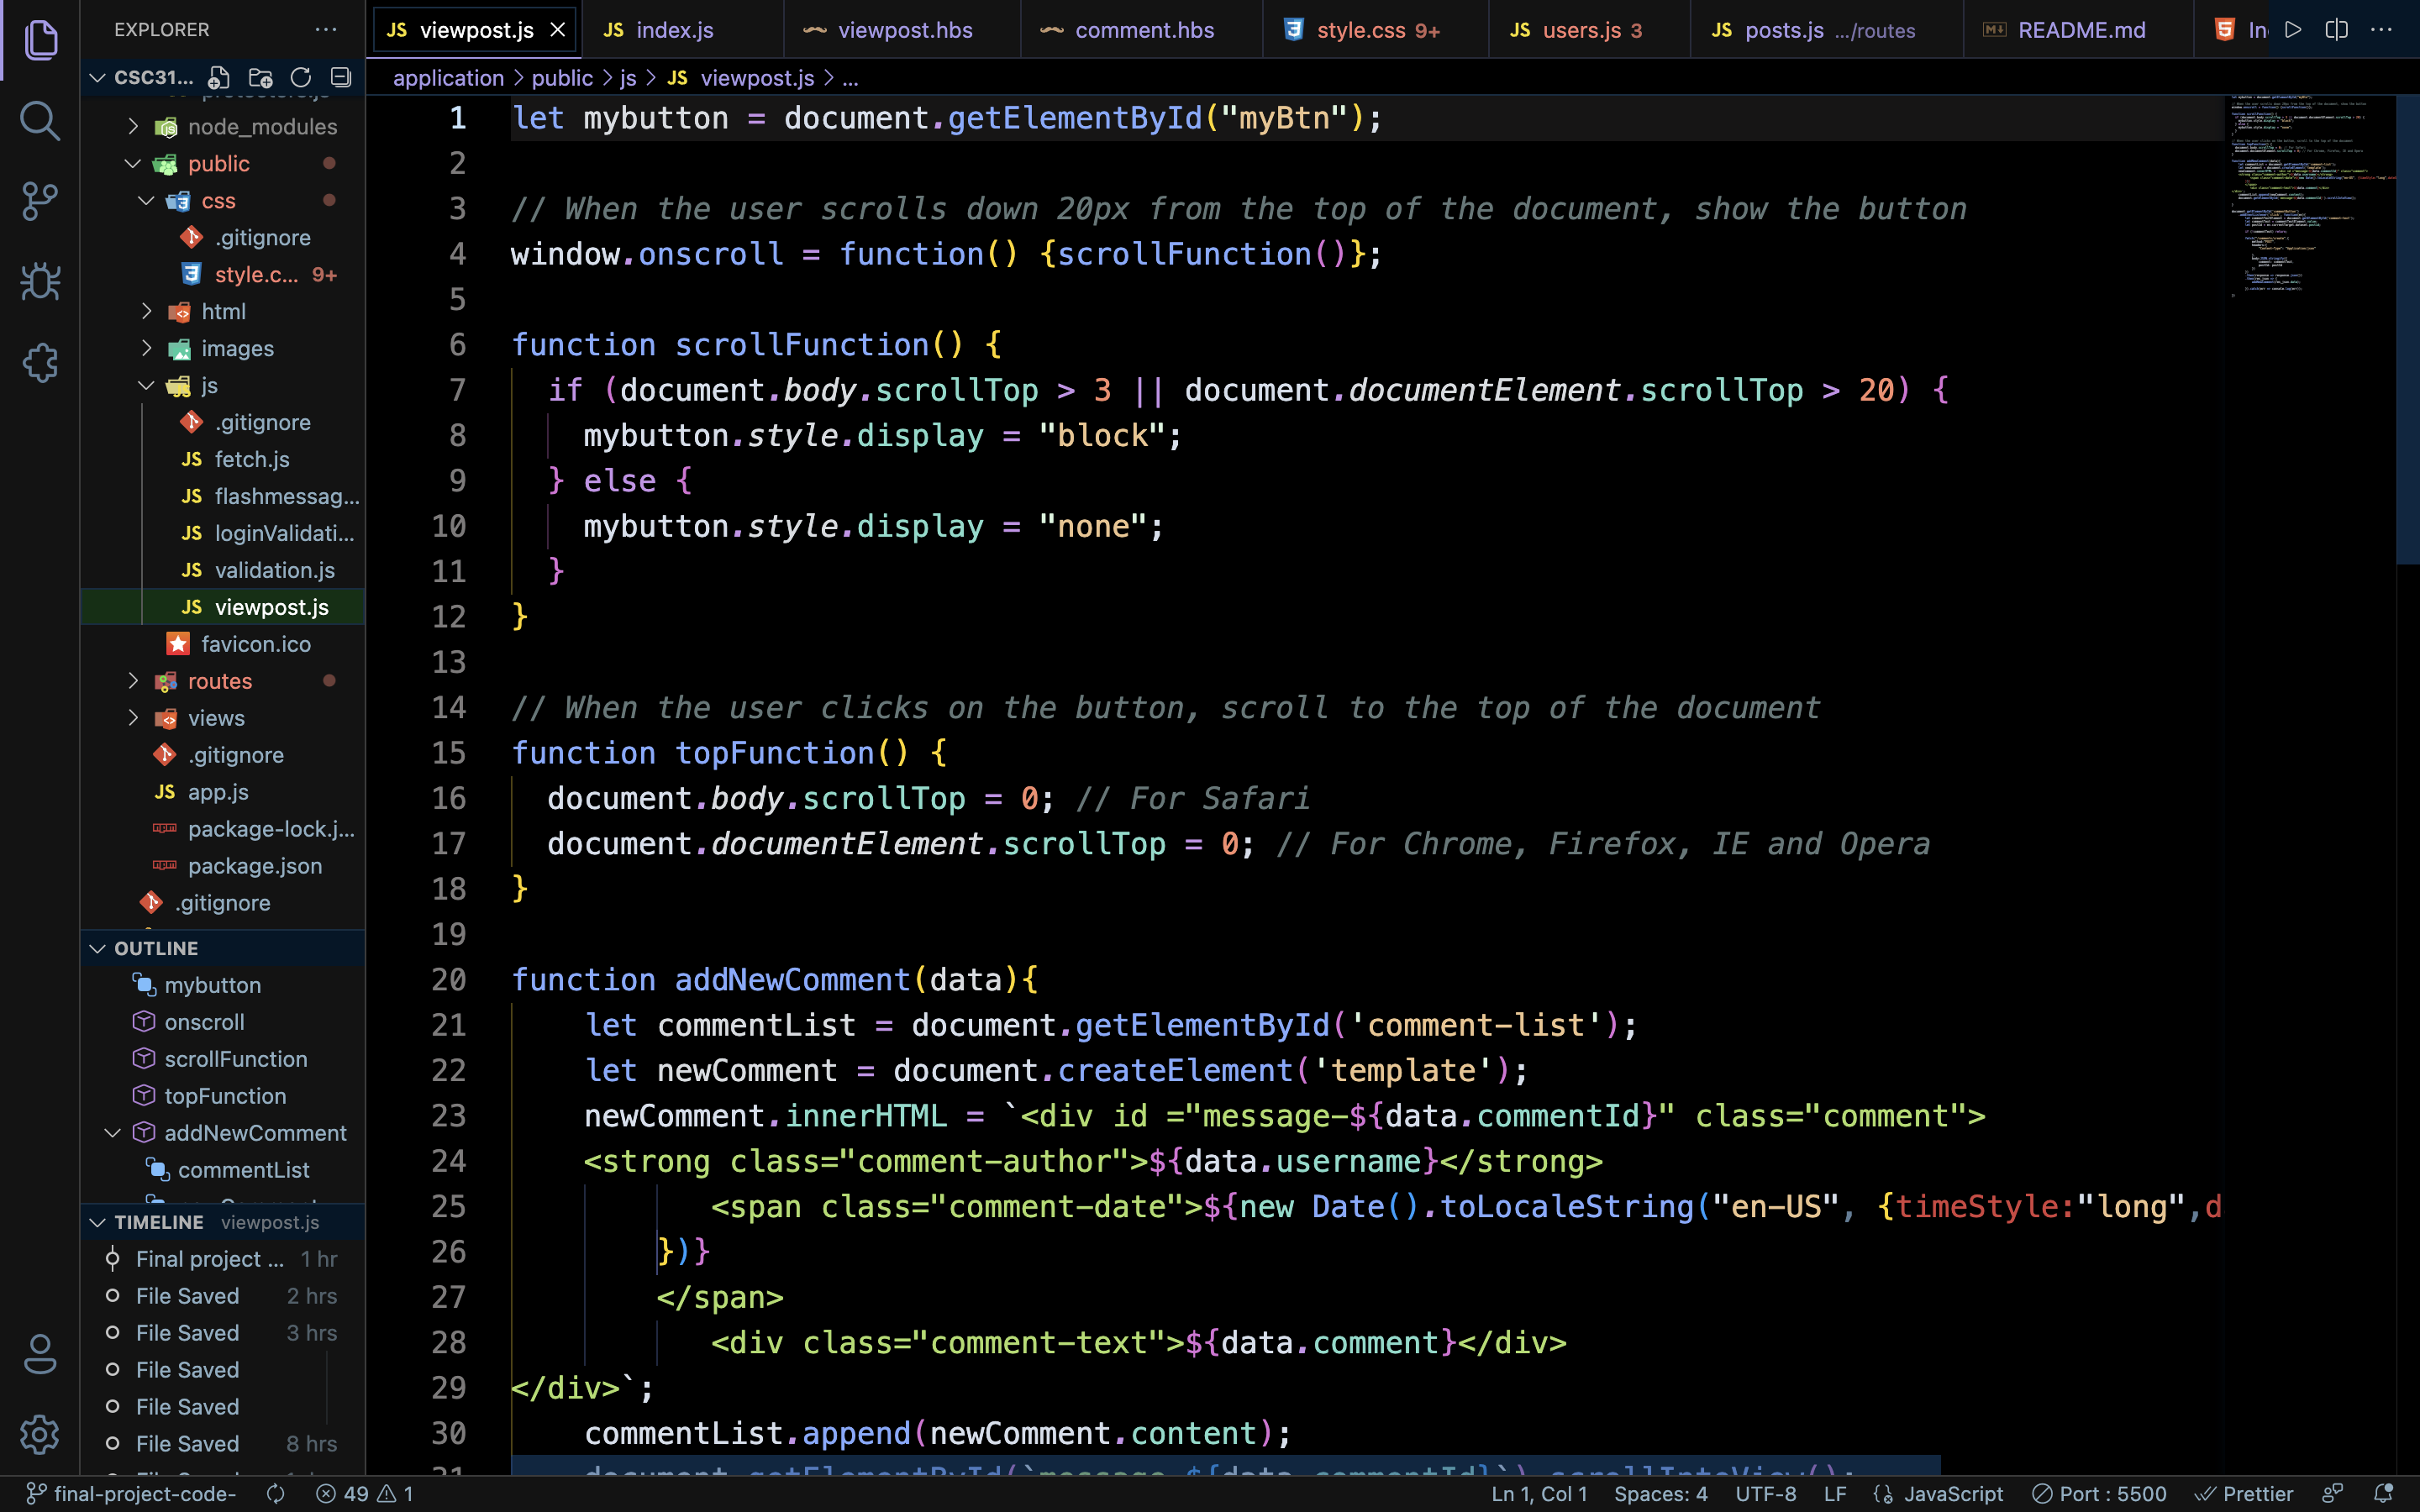 EXPLORER
CSC31...
node_modules
public
css
.gitignore
style.c... 9+
html
images
js
.gitignore
fetch.js
flashmessag...
loginValidati...
validation.js
viewpost.js
favicon.ico
routes
views
.gitignore
app.js
package-lock.j...
package.json
.gitignore
OUTLINE
mybutton
onscroll
scrollFunction
topFunction
addNewComment
commentList
TIMELINE viewpost.js
Final project ... 1 hr
File Saved 2 hrs
File Saved 3 hrs
File Saved
File Saved
File Saved 8 hrs
JS viewpost.js
JS index.js
viewpost.hbs
comment.hbs
style.css 9+
JS users.js 3
JS posts.js .../routes
README.md
application > public > js > JS viewpost.js > ...
1 let mybutton = document.getElementById("myBtn");
2
3 // When the user scrolls down 20px from the top of the document, show the button
4 window.onscroll = function() {scrollFunction()};
5
6 function scrollFunction() {
7 if (document.body.scrollTop > 3 || document.documentElement.scrollTop > 20) {
8 mybutton.style.display = "block";
9 } else {
10 mybutton.style.display = "none";
11 }
12 }
13
14 // When the user clicks on the button, scroll to the top of the document
15 function topFunction() {
16 document.body.scrollTop = 0; // For Safari
17 document.documentElement.scrollTop = 0; // For Chrome, Firefox, IE and Opera
18 }
19
20 function addNewComment(data){
21 let commentList = document.getElementById('comment-list');
22 let newComment = document.createElement('template');
23 newComment.innerHTML = `<div id ="message-${data.commentId}" class="comment">
24 <strong class="comment-author">${data.username}</strong>
25 <span class="comment-date">${new Date().toLocaleString("en-US", {timeStyle:"long",d
26 })}
27 </span>
28 <div class="comment-text">${data.comment}</div>
29 </div>`;
30 commentList.append(newComment.content);
31 document.getElementById(`message-${data.commentId}`).scrollIntoView();
final-project-code- 49 1
Ln 1, Col 1 Spaces: 4 UTF-8 LF {} JavaScript Port : 5500 Prettier